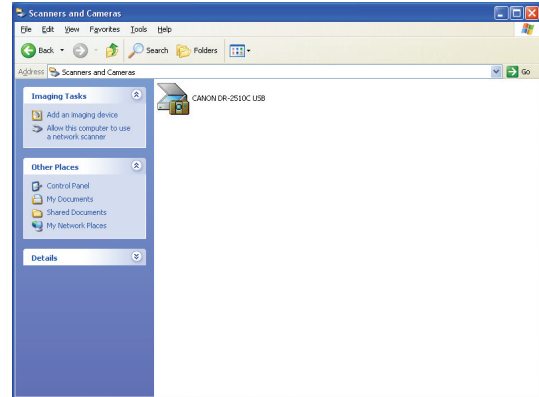 Scanners and Cameras
File Edit View Favorites Tools Help
Back Search Folders
Address Scanners and Cameras Go
Imaging Tasks
Add an imaging device
Allow this computer to use
a network scanner
Other Places
Control Panel
My Documents
Shared Documents
My Network Places
Details
CANON DR-2510C USB